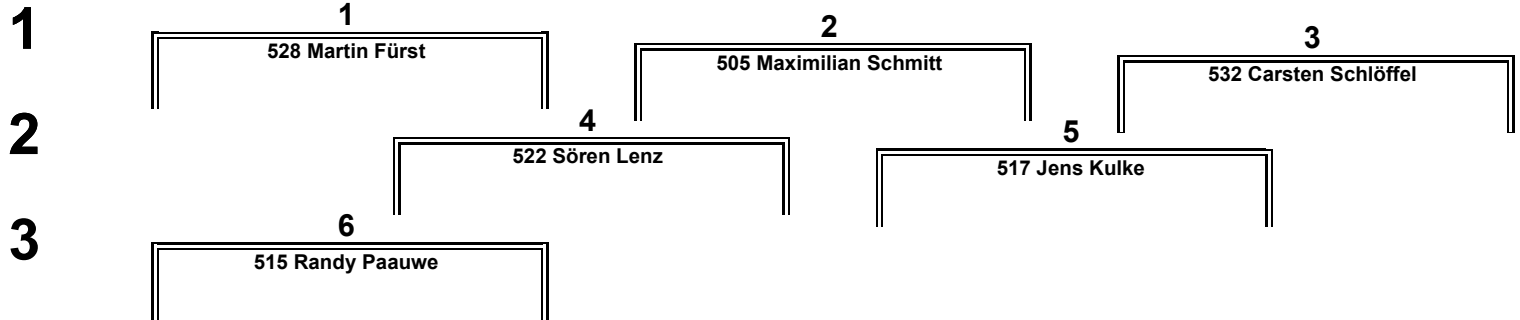 1
1
528 Martin Fürst
2
505 Maximilian Schmitt
3
532 Carsten Schlöffel
2
4
522 Sören Lenz
5
517 Jens Kulke
3
6
515 Randy Paauwe